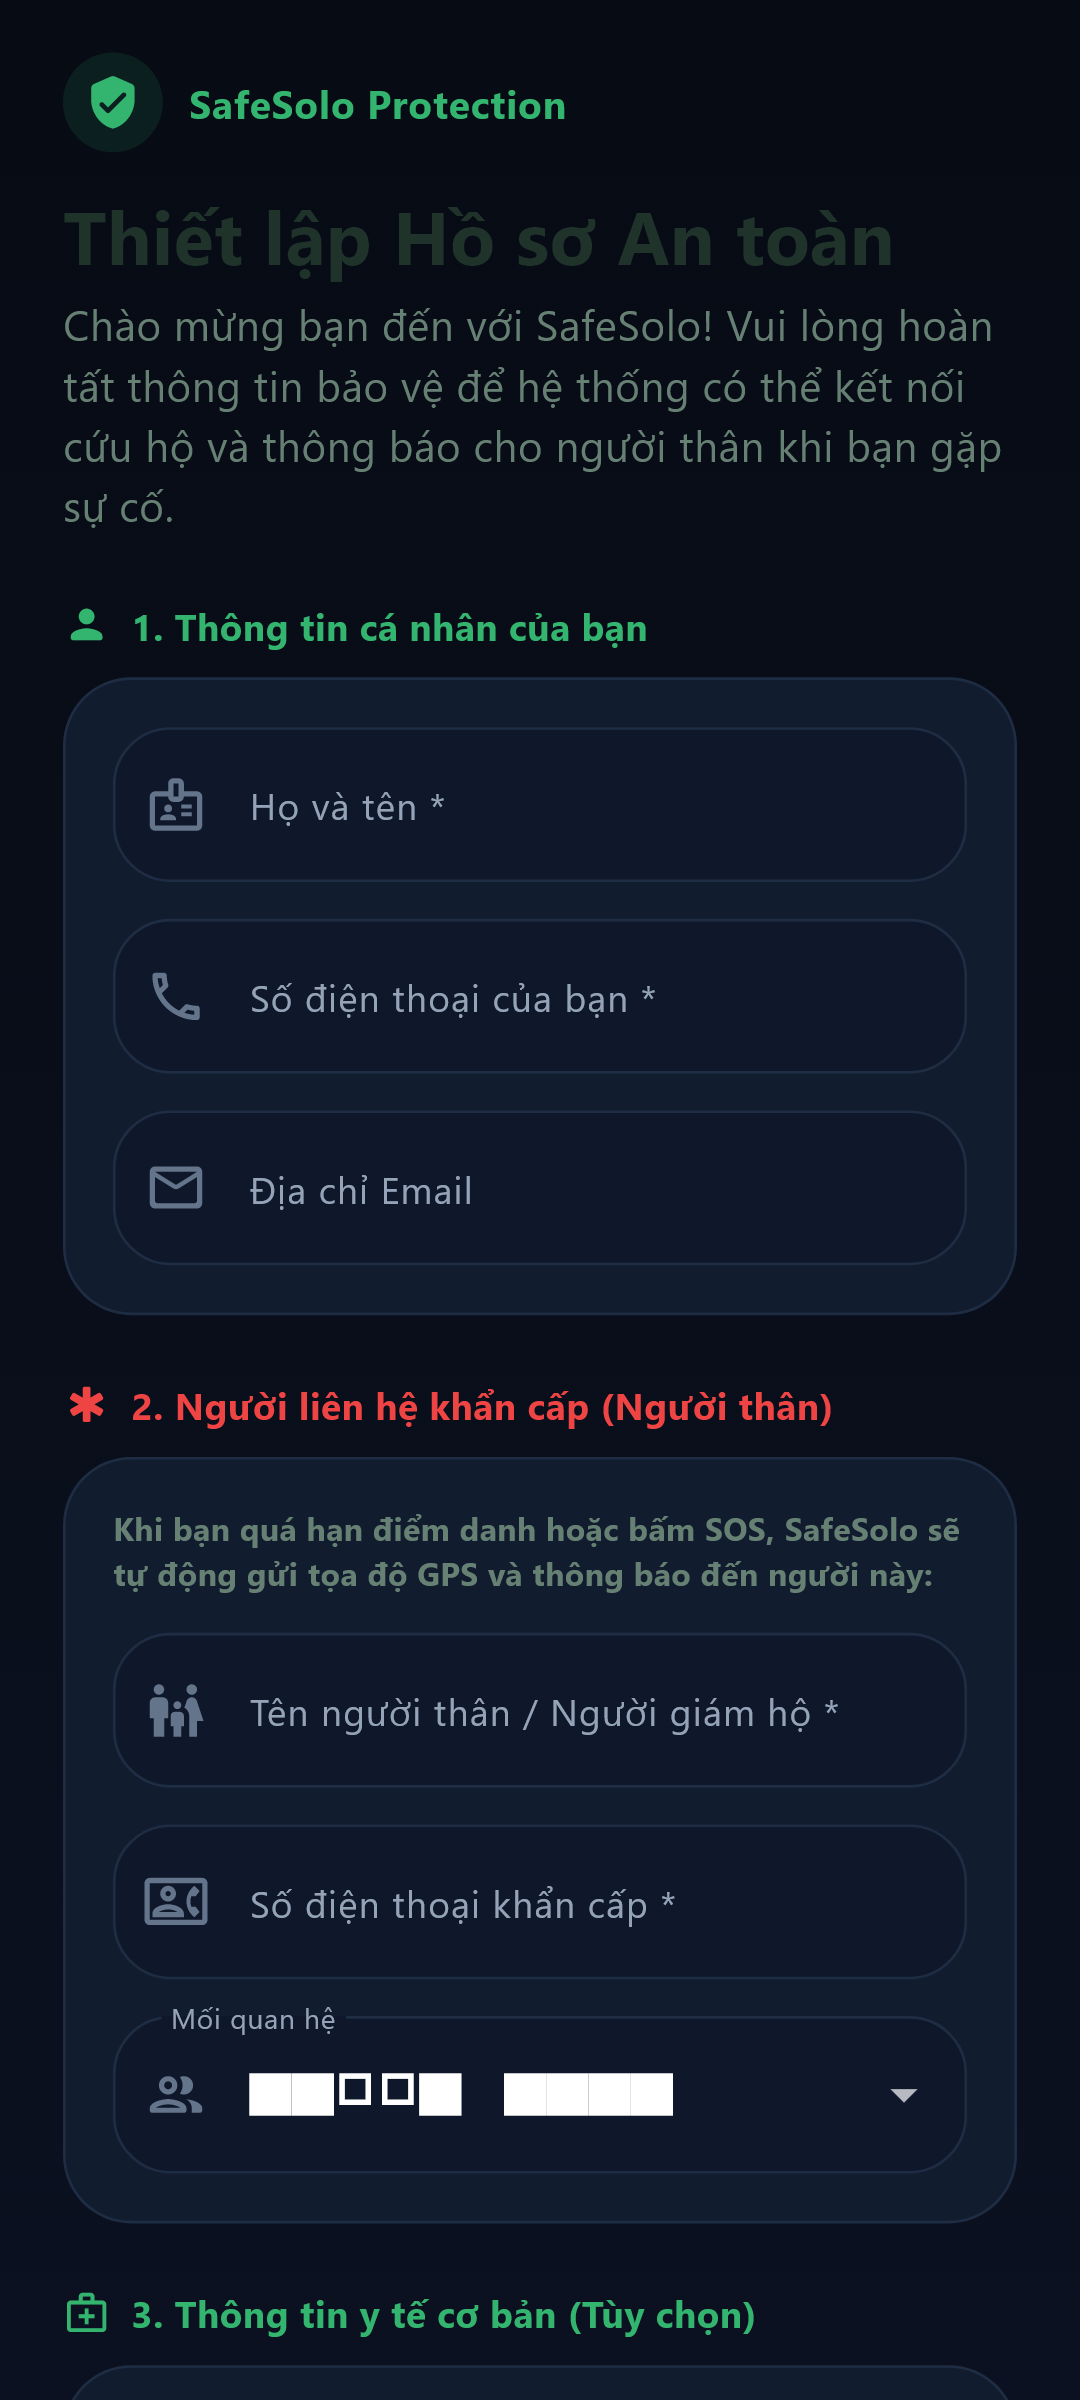 SafeSolo Protection
Thiết lập Hồ sơ An toàn
Chào mừng bạn đến với SafeSolo! Vui lòng hoàn
tất thông tin bảo vệ để hệ thống có thể kết nối
cứu hộ và thông báo cho người thân khi bạn gặp
sự cố.
1. Thông tin cá nhân của bạn
Họ và tên *
Số điện thoại của bạn *
Địa chỉ Email
2. Người liên hệ khẩn cấp (Người thân)
Khi bạn quá hạn điểm danh hoặc bấm SOS, SafeSolo sẽ
tự động gửi tọa độ GPS và thông báo đến người này:
Tên người thân / Người giám hộ *
Số điện thoại khẩn cấp *
Mối quan hệ
3. Thông tin y tế cơ bản (Tùy chọn)